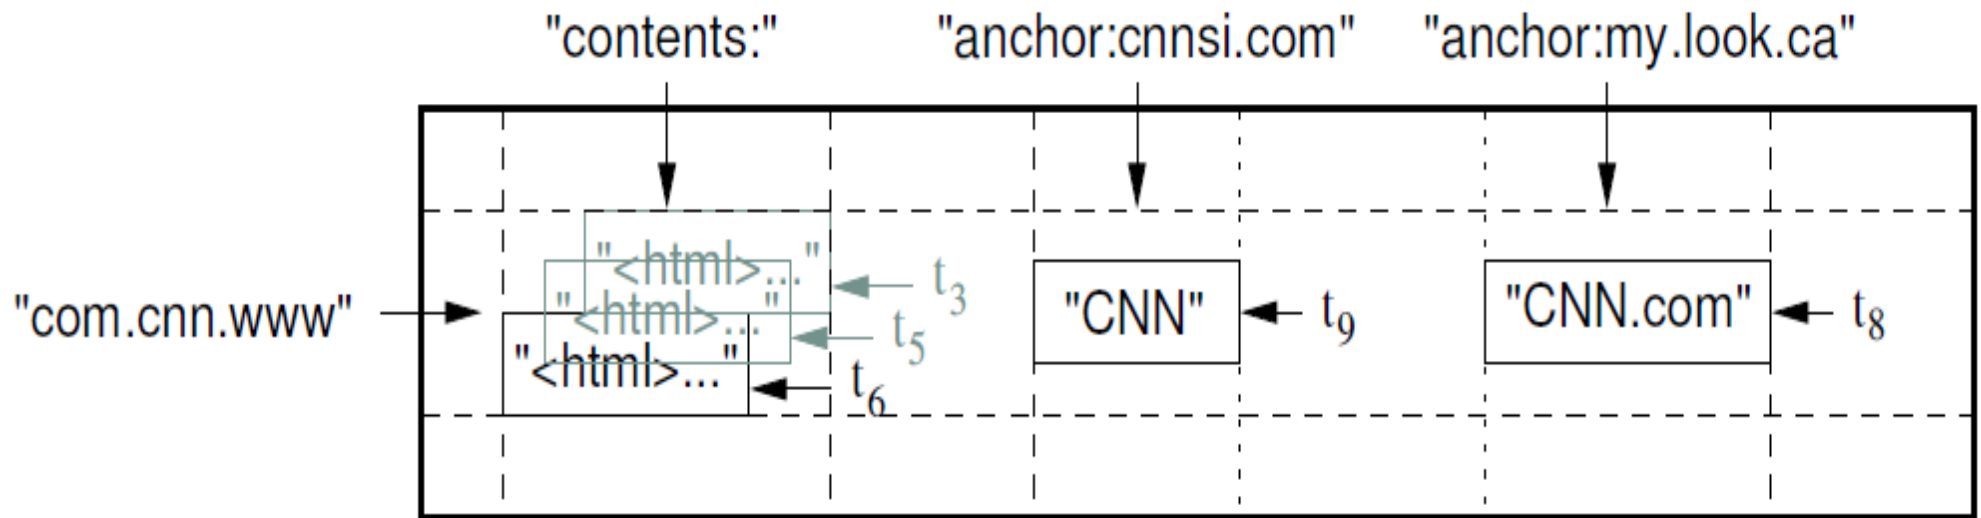 "contents:" "anchor:cnnsi.com" "anchor:my.look.ca"
"<html>..." t3
"com.cnn.www" "<html>..." t5 "CNN" t9 "CNN.com" t8
"<html>..." t6